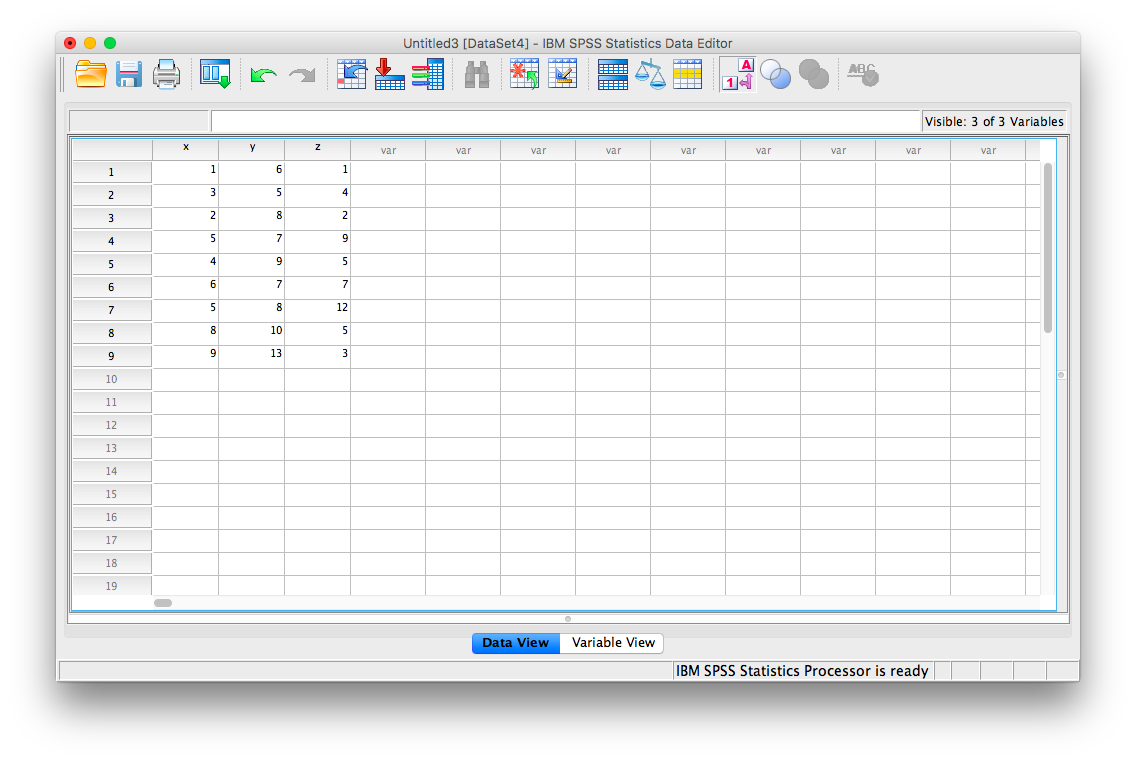 Untitled3 [DataSet4] - IBM SPSS Statistics Data Editor
A
1
ABC
Visible: 3 of 3 Variables
x y z var var var var var var var var var
1 1 6 1
2 3 5 4
3 2 8 2
4 5 7 9
5 4 9 5
6 6 7 7
7 5 8 12
8 8 10 5
9 9 13 3
10
11
12
13
14
15
16
17
18
19
Data View Variable View
IBM SPSS Statistics Processor is ready